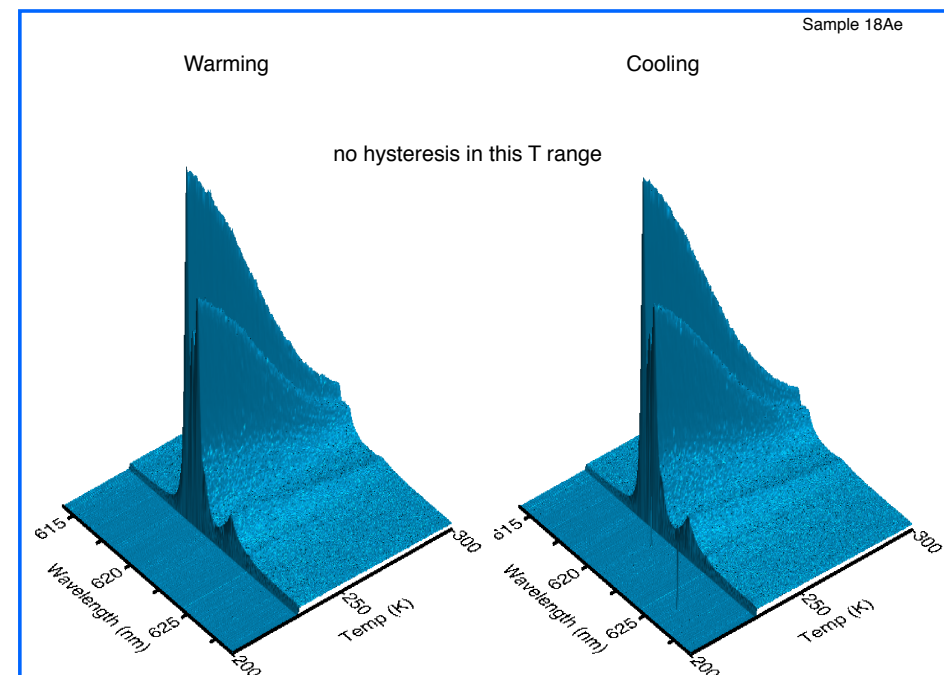 Sample 18Ae
Warming
Cooling
no hysteresis in this T range
615
620
625
Wavelength (nm)
200
250
300
Temp (K)
615
620
625
Wavelength (nm)
200
250
300
Temp (K)